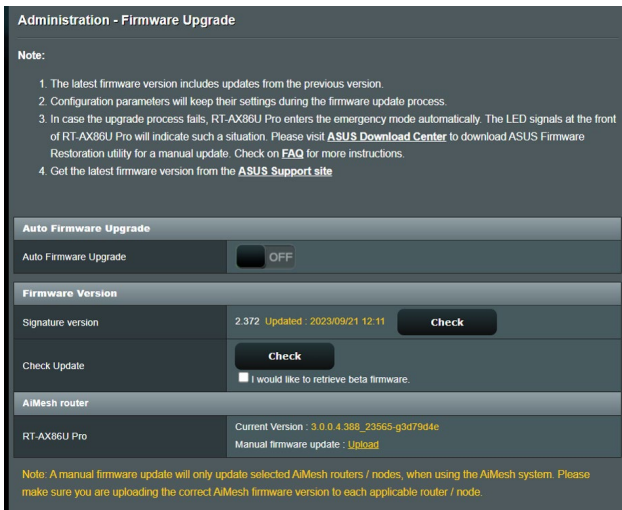 Administration - Firmware Upgrade
Note:
1. The latest firmware version includes updates from the previous version.
2. Configuration parameters will keep their settings during the firmware update process.
3. In case the upgrade process fails, RT-AX86U Pro enters the emergency mode automatically. The LED signals at the front
of RT-AX86U Pro will indicate such a situation. Please visit ASUS Download Center to download ASUS Firmware
Restoration utility for a manual update. Check on FAQ for more instructions.
4. Get the latest firmware version from the ASUS Support site
Auto Firmware Upgrade
Auto Firmware Upgrade OFF
Firmware Version
Signature version 2.372 Updated : 2023/09/21 12:11 Check
Check Update Check
I would like to retrieve beta firmware.
AiMesh router
RT-AX86U Pro
Current Version : 3.0.0.4.388_23565-g3d79d4e
Manual firmware update : Upload
Note: A manual firmware update will only update selected AiMesh routers / nodes, when using the AiMesh system. Please
make sure you are uploading the correct AiMesh firmware version to each applicable router / node.